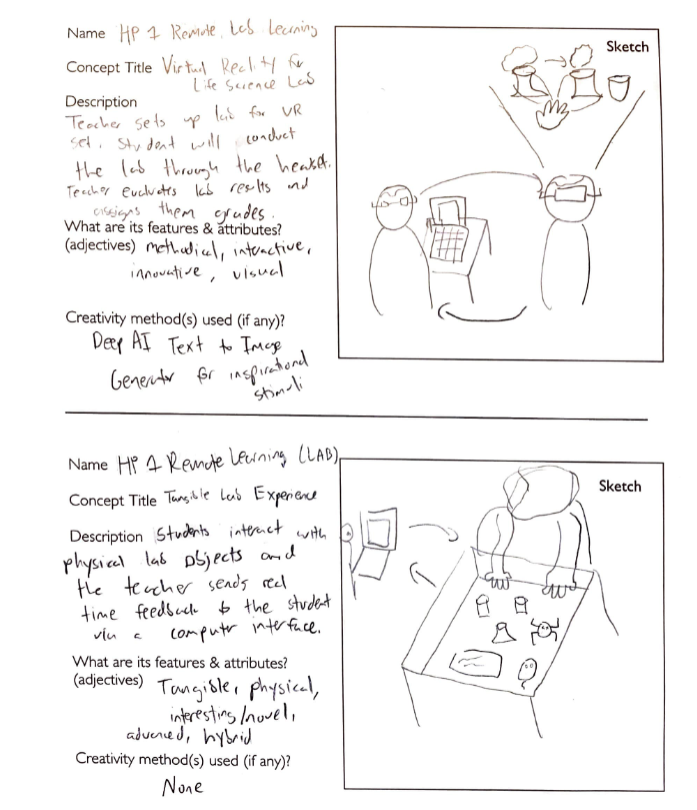 Name HP 1 Remote Lab Learning
Sketch
Concept Title Virtual Reality for
Life Science Lab
Description
Teacher sets up lab for VR
set. Student will conduct
the lab through the headset.
Teacher evaluates lab results and
assigns them grades.
What are its features & attributes?
(adjectives) methodical, interactive,
innovative, visual
Creativity method(s) used (if any)?
Deep AI Text to Image
Generator for inspirational
stimuli
Name HP 1 Remote Learning (LAB)
Sketch
Concept Title Tangible Lab Experience
Description Students interact with
physical lab objects and
the teacher sends real
time feedback to the student
via a computer interface.
What are its features & attributes?
(adjectives) Tangible, physical,
interesting/novel,
advanced, hybrid
Creativity method(s) used (if any)?
None